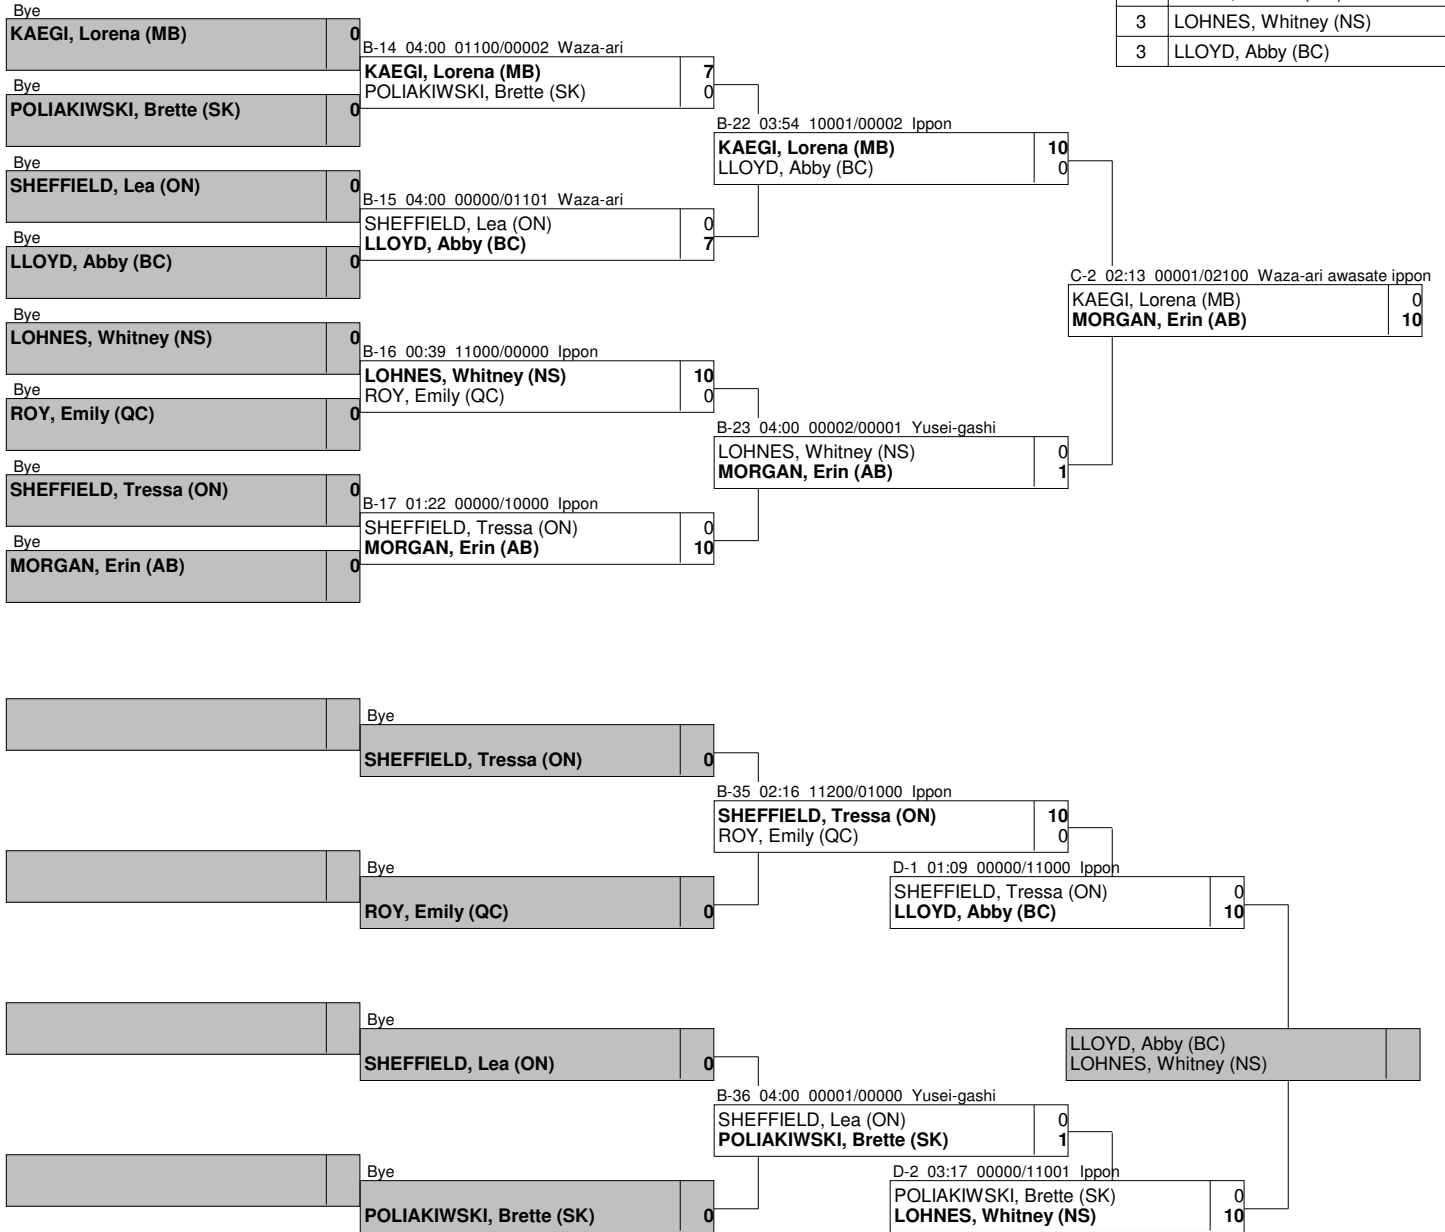 Bye
KAEGI, Lorena (MB) 0
Bye
POLIAKIWSKI, Brette (SK) 0
Bye
SHEFFIELD, Lea (ON) 0
Bye
LLOYD, Abby (BC) 0
Bye
LOHNES, Whitney (NS) 0
Bye
ROY, Emily (QC) 0
Bye
SHEFFIELD, Tressa (ON) 0
Bye
MORGAN, Erin (AB) 0
B-14 04:00 01100/00002 Waza-ari
KAEGI, Lorena (MB) 7
POLIAKIWSKI, Brette (SK) 0
B-15 04:00 00000/01101 Waza-ari
SHEFFIELD, Lea (ON) 0
LLOYD, Abby (BC) 7
B-16 00:39 11000/00000 Ippon
LOHNES, Whitney (NS) 10
ROY, Emily (QC) 0
B-17 01:22 00000/10000 Ippon
SHEFFIELD, Tressa (ON) 0
MORGAN, Erin (AB) 10
B-22 03:54 10001/00002 Ippon
KAEGI, Lorena (MB) 10
LLOYD, Abby (BC) 0
B-23 04:00 00002/00001 Yusei-gashi
LOHNES, Whitney (NS) 0
MORGAN, Erin (AB) 1
3 LOHNES, Whitney (NS)
3 LLOYD, Abby (BC)
C-2 02:13 00001/02100 Waza-ari awasate ippon
KAEGI, Lorena (MB) 0
MORGAN, Erin (AB) 10
Bye
SHEFFIELD, Tressa (ON) 0
Bye
ROY, Emily (QC) 0
Bye
SHEFFIELD, Lea (ON) 0
Bye
POLIAKIWSKI, Brette (SK) 0
B-35 02:16 11200/01000 Ippon
SHEFFIELD, Tressa (ON) 10
ROY, Emily (QC) 0
B-36 04:00 00001/00000 Yusei-gashi
SHEFFIELD, Lea (ON) 0
POLIAKIWSKI, Brette (SK) 1
D-1 01:09 00000/11000 Ippon
SHEFFIELD, Tressa (ON) 0
LLOYD, Abby (BC) 10
D-2 03:17 00000/11001 Ippon
POLIAKIWSKI, Brette (SK) 0
LOHNES, Whitney (NS) 10
LLOYD, Abby (BC)
LOHNES, Whitney (NS)